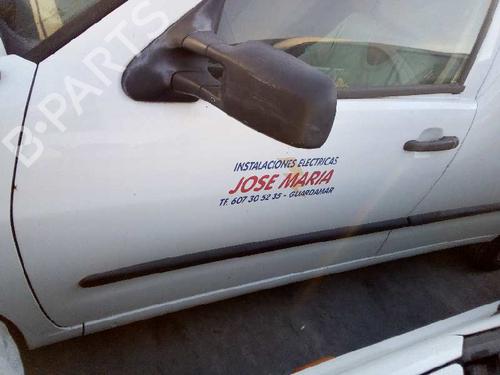 B-PARTS
INSTALACIONES ELECTRICAS
JOSE MARIA
TF. 607 30 52 35 - GUARDAMAR